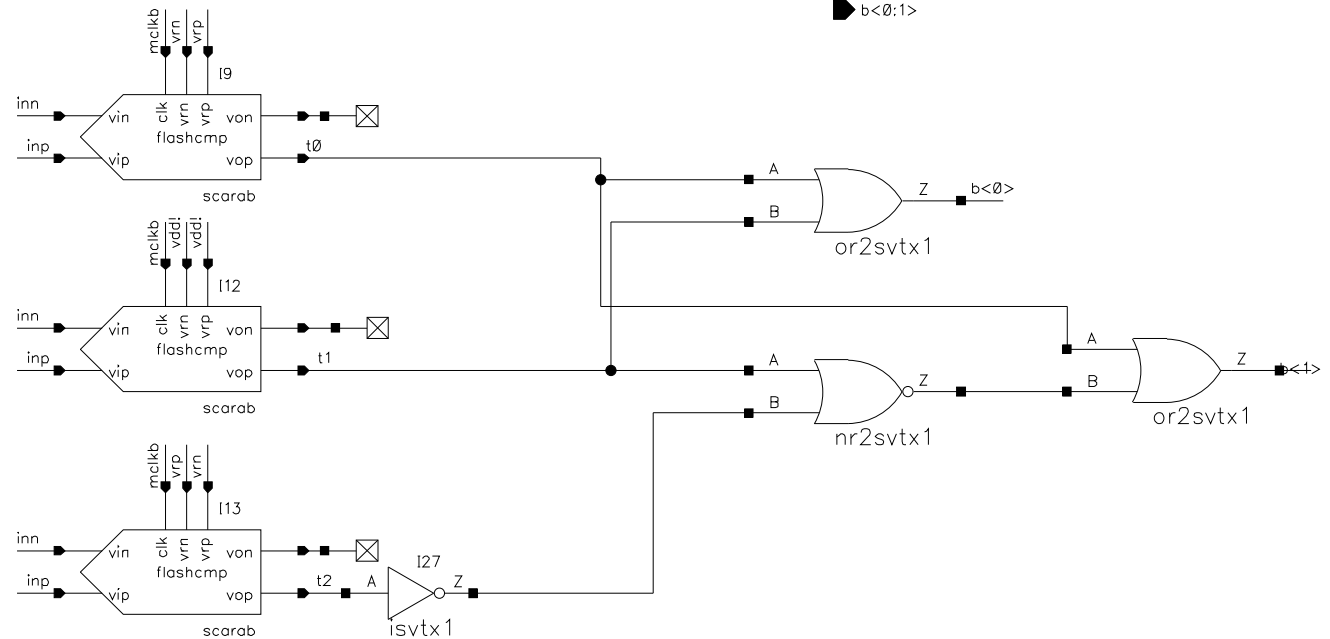 b<0:1>
mclkb vrn vrp
I9
inn vin clk vrn vrp von
flashcmp
inp vip vop t0
scarab
A
Z b<0>
B
or2svtx1
mclkb vdd! vdd!
I12
inn vin clk vrn vrp von
flashcmp
inp vip vop t1
scarab
A
Z
B
nr2svtx1
A
Z b<1>
B
or2svtx1
mclkb vrp vrn
I13
inn vin clk vrn vrp von
flashcmp
inp vip vop t2
scarab
I27
A Z
isvtx1